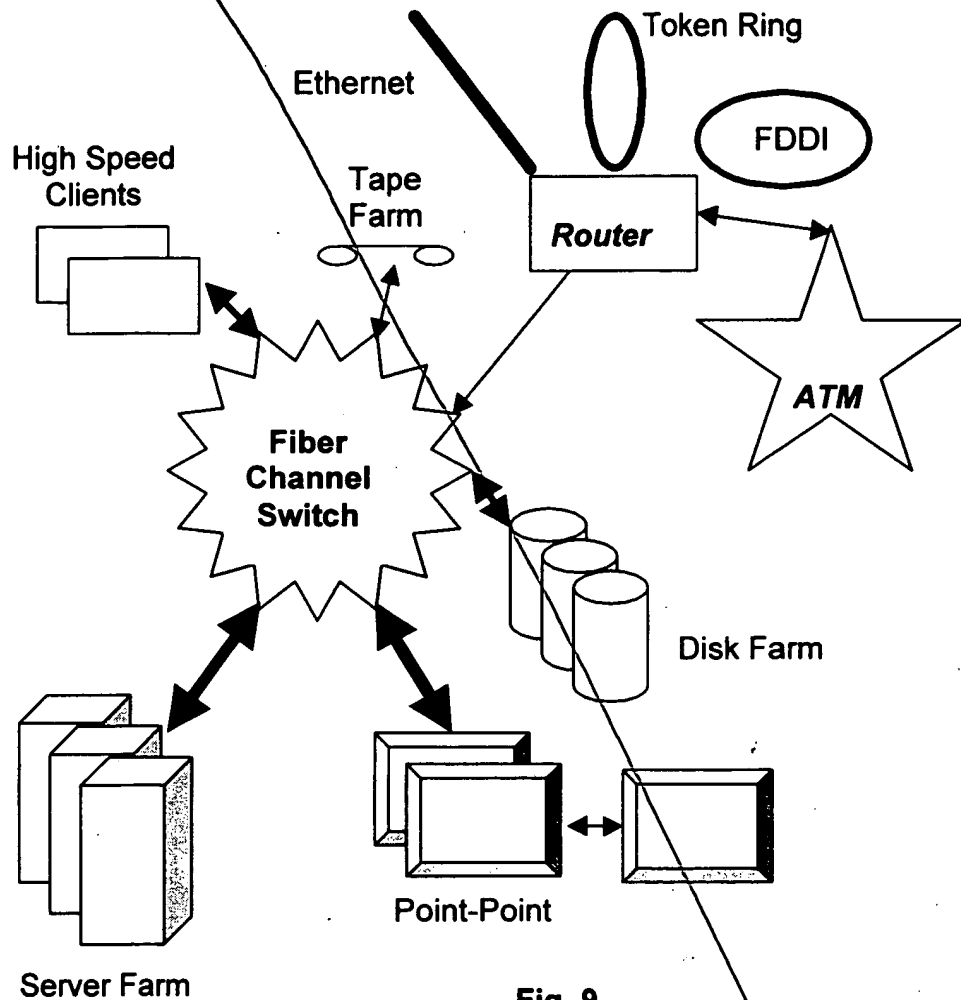 Token Ring
Ethernet
FDDI
High Speed
Clients
Tape
Farm
Router
ATM
Fiber
Channel
Switch
Disk Farm
Point-Point
Server Farm
Fig. 9